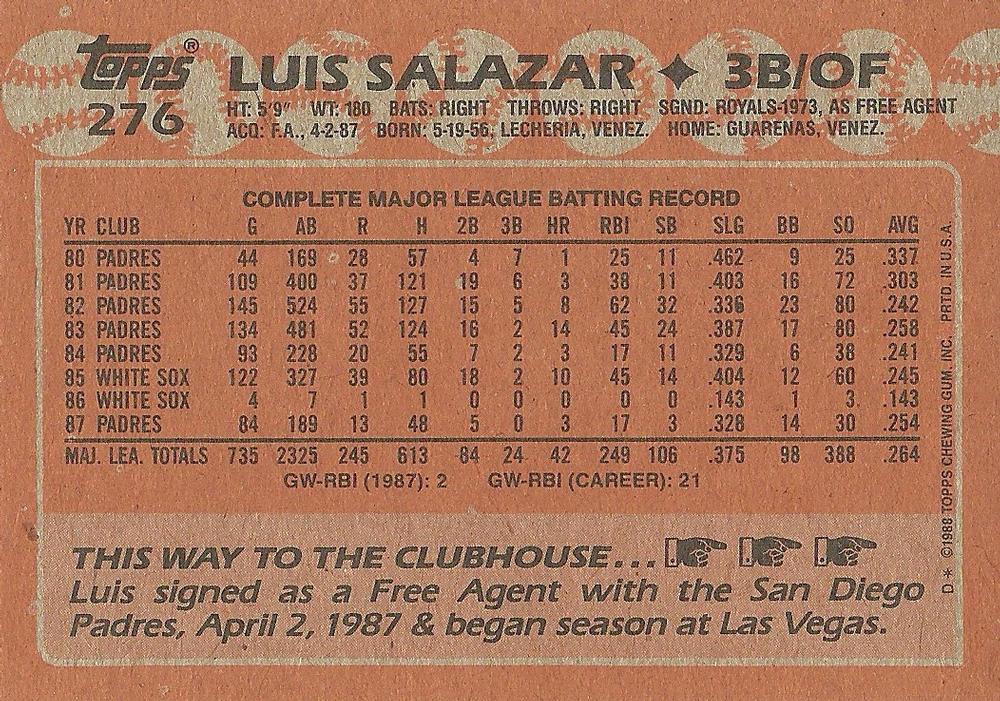 topps® LUIS SALAZAR ✦ 3B/OF
276 HT: 5'9" WT: 180 BATS: RIGHT THROWS: RIGHT SGND: ROYALS-1973, AS FREE AGENT
ACQ: F.A., 4-2-87 BORN: 5-19-56, LECHERIA, VENEZ. HOME: GUARENAS, VENEZ.
COMPLETE MAJOR LEAGUE BATTING RECORD
YR CLUB G AB R H 2B 3B HR RBI SB SLG BB SO AVG
80 PADRES 44 169 28 57 4 7 1 25 11 .462 9 25 .337
81 PADRES 109 400 37 121 19 6 3 38 11 .403 16 72 .303
82 PADRES 145 524 55 127 15 5 8 62 32 .336 23 80 .242
83 PADRES 134 481 52 124 16 2 14 45 24 .387 17 80 .258
84 PADRES 93 228 20 55 7 2 3 17 11 .329 6 38 .241
85 WHITE SOX 122 327 39 80 18 2 10 45 14 .404 12 60 .245
86 WHITE SOX 4 7 1 1 0 0 0 0 0 .143 1 3 .143
87 PADRES 84 189 13 48 5 0 3 17 3 .328 14 30 .254
MAJ. LEA. TOTALS 735 2325 245 613 84 24 42 249 106 .375 98 388 .264
GW-RBI (1987): 2 GW-RBI (CAREER): 21
THIS WAY TO THE CLUBHOUSE...
Luis signed as a Free Agent with the San Diego
Padres, April 2, 1987 & began season at Las Vegas.
D * ©1988 TOPPS CHEWING GUM, INC. PRTD. IN U.S.A.